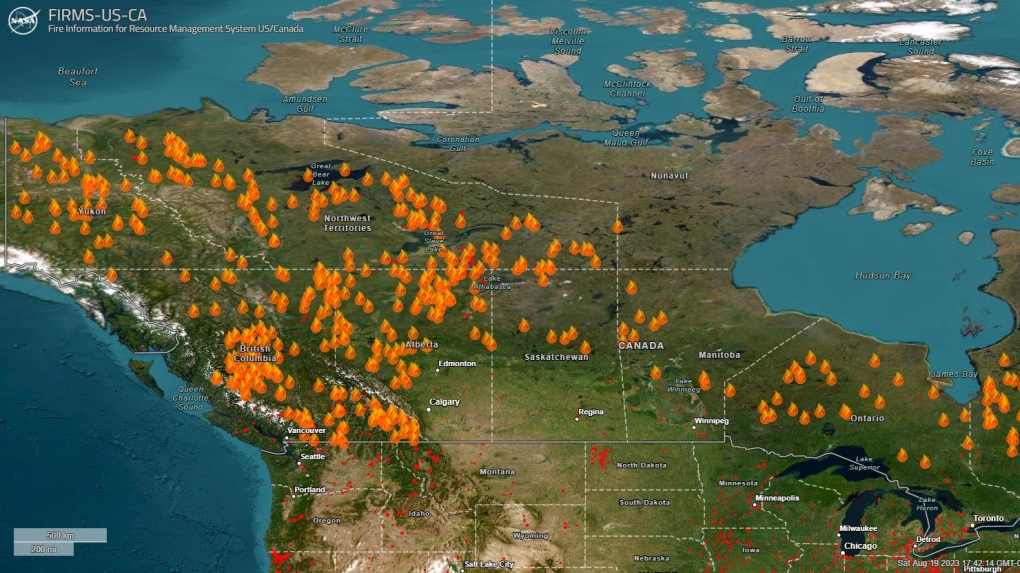 NASA
FIRMS-US-CA
Fire Information for Resource Management System US/Canada
McClure
Strait
Viscount
Melville
Sound
Barrow
Strait
Lancaster
Sound
Beaufort
Sea
McClintock
Channel
Amundsen
Gulf
Gulf of
Boothia
Coronation
Gulf
Queen
Maud Gulf
Foxe
Basin
Great
Bear
Lake
Nunavut
Yukon
Northwest
Territories
Great
Slave
Lake
Hudson Bay
Lake
Athabasca
British
Columbia
Alberta
CANADA
Saskatchewan
Manitoba
Edmonton
James Bay
Queen
Charlotte
Sound
Lake
Winnipeg
Calgary
Regina
Ontario
Winnipeg
Vancouver
Seattle
Lake
Superior
North Dakota
Montana
Portland
Minnesota
Minneapolis
South Dakota
Lake
Huron
Idaho
Oregon
Toronto
Wyoming
Milwaukee
Detroit
500 km
200 mi
Iowa
Chicago
Nebraska
Salt Lake City
Sat Aug 19 2023 17:42:14 GMT-0
Pittsburgh